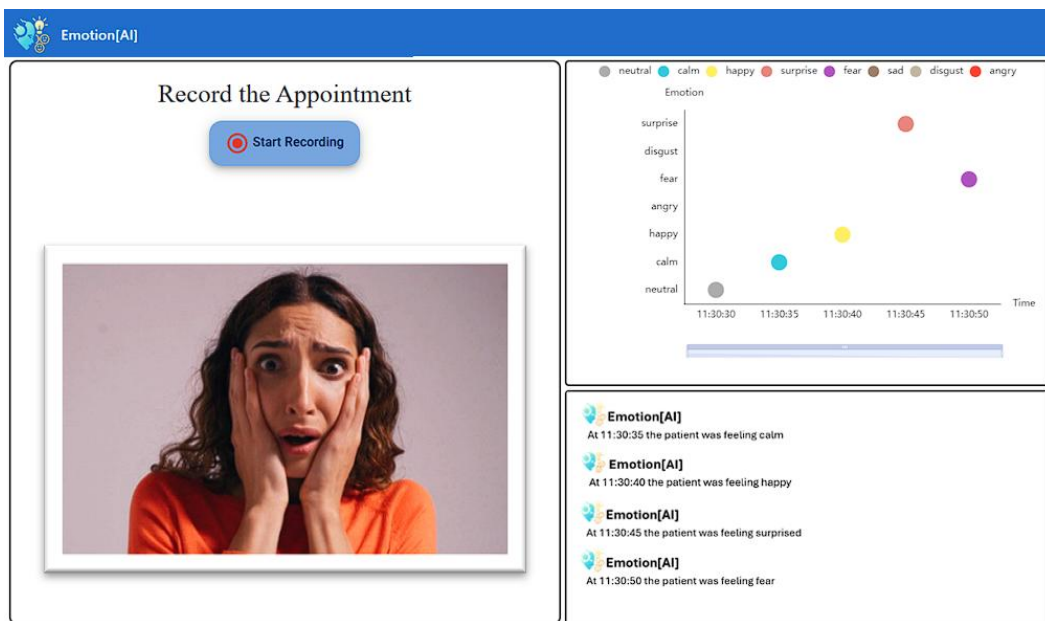 Emotion[AI]
Record the Appointment
Start Recording
neutral calm happy surprise fear sad disgust angry
Emotion
surprise
disgust
fear
angry
happy
calm
neutral
Time
11:30:30 11:30:35 11:30:40 11:30:45 11:30:50
Emotion[AI]
At 11:30:35 the patient was feeling calm
Emotion[AI]
At 11:30:40 the patient was feeling happy
Emotion[AI]
At 11:30:45 the patient was feeling surprised
Emotion[AI]
At 11:30:50 the patient was feeling fear